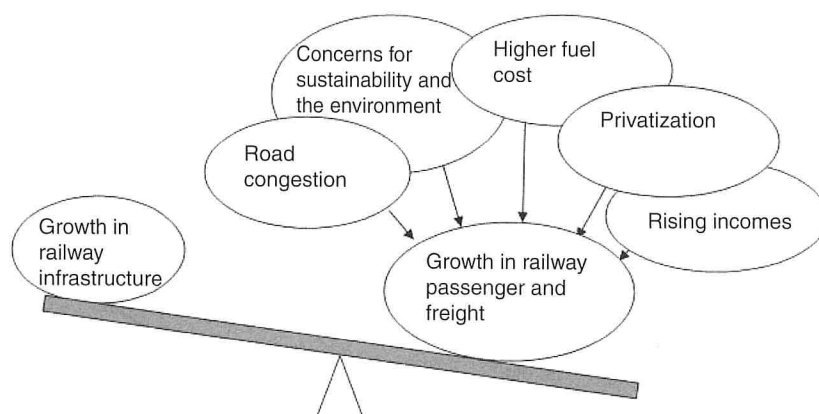 Concerns for
sustainability and
the environment
Higher fuel
cost
Privatization
Road
congestion
Rising incomes
Growth in
railway
infrastructure
Growth in railway
passenger and
freight